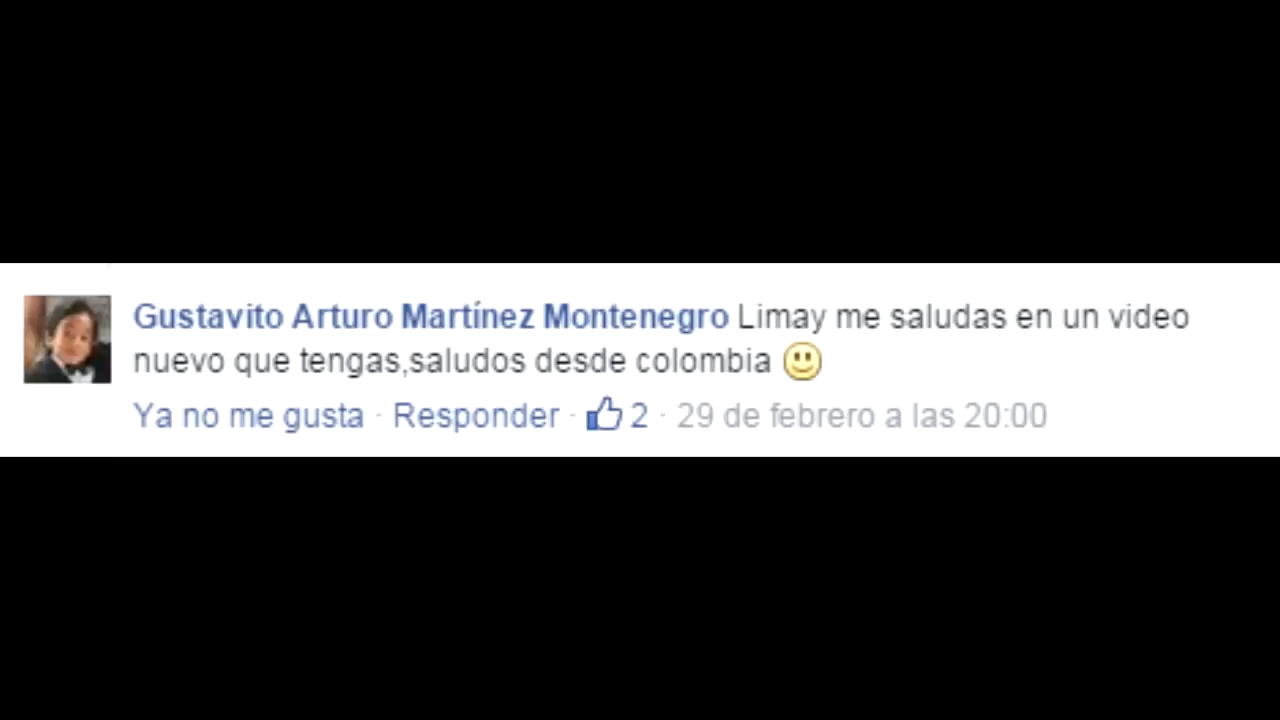 Gustavito Arturo Martínez Montenegro Limay me saludas en un video
nuevo que tengas,saludos desde colombia
Ya no me gusta · Responder · 2 · 29 de febrero a las 20:00